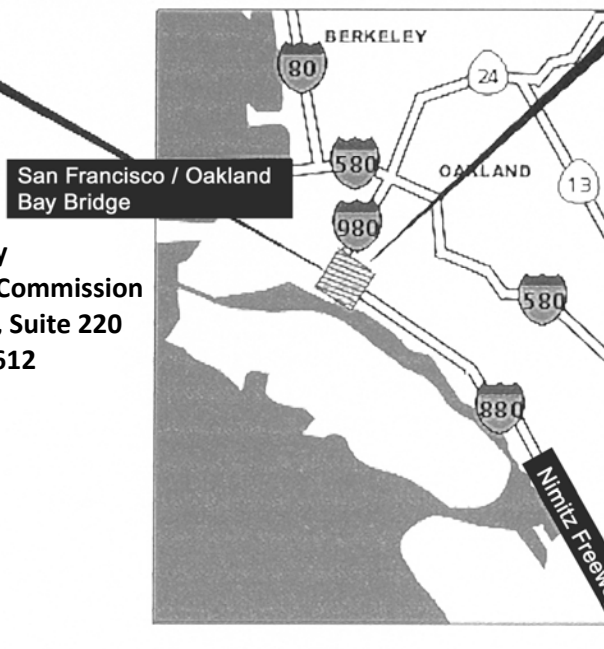 BERKELEY
80
24
San Francisco / Oakland
Bay Bridge
580
OAKLAND
13
980
Commission
, Suite 220
580
612
880
Nimitz